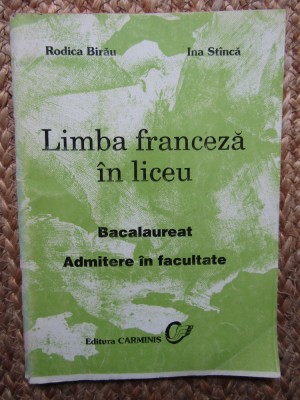 Rodica Birău Ina Stîncă
Limba franceză
în liceu
Bacalaureat
Admitere în facultate
Editura CARMINIS